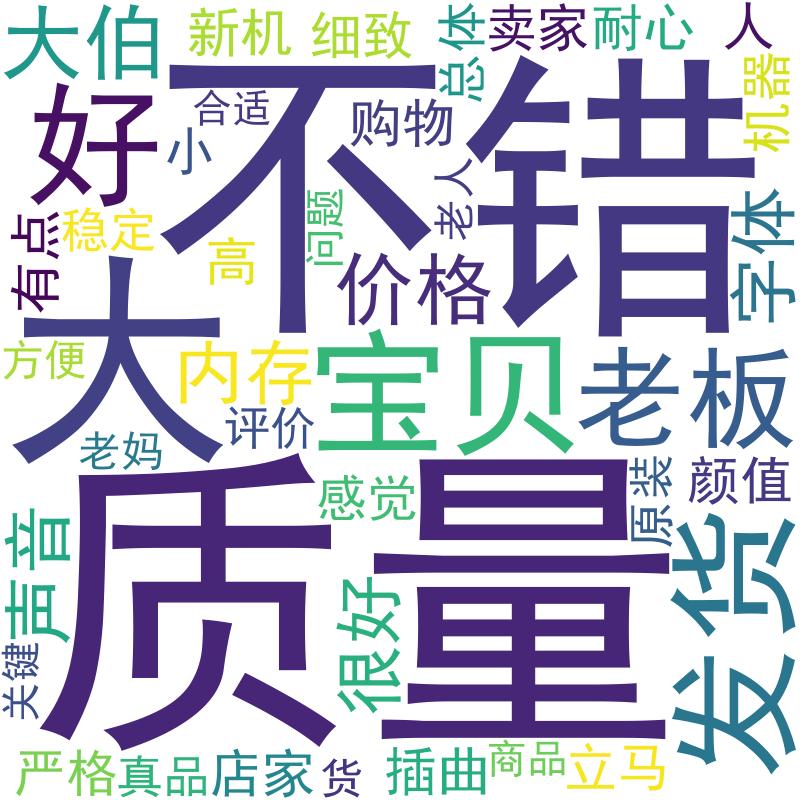 大伯
新机
细致
总体
卖家
耐心
人
好
不错
合适
购物
机器
小
老人
有点
稳定
高
问题
价格
字体
大
方便
内存
宝贝
老板
评价
老妈
质量
感觉
原装
颜值
声音
很好
发货
关键
严格
真品
店家
货
插曲
商品
立马